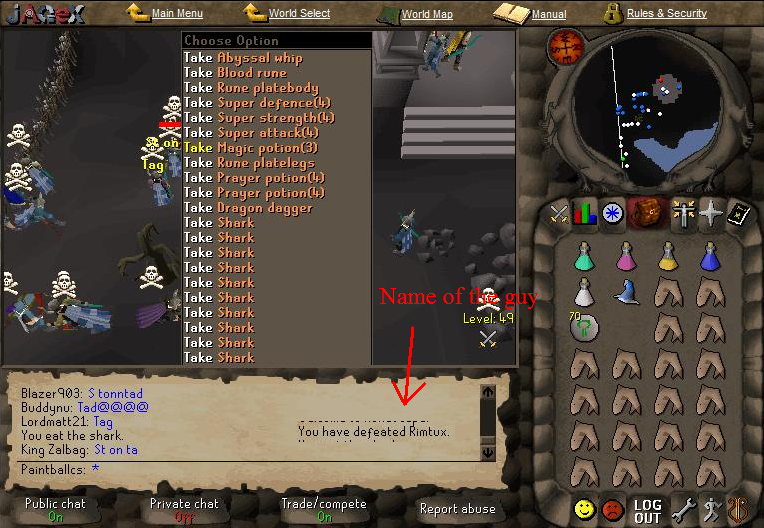 JAGEX
Main Menu
World Select
World Map
Manual
Rules & Security
Choose Option
Take Abyssal whip
Take Blood rune
Take Rune platebody
Take Super defence(4)
Take Super strength(4)
Take Super attack(4)
Take Magic potion(3)
Take Rune platelegs
Take Prayer potion(4)
Take Prayer potion(4)
Take Dragon dagger
Take Shark
Take Shark
Take Shark
Take Shark
Take Shark
Take Shark
Take Shark
Take Shark
Take Shark
Take Shark
Tag
Name of the guy
Level: 49
70
Blazer903: S tonntad
Buddynu: Tad@@@@
Lordmatt21: Tag
You eat the shark.
King Zalbag: St on ta
Paintballcs: *
You have defeated Rimtux.
Public chat
On
Private chat
Off
Trade/compete
On
Report abuse
LOG
OUT